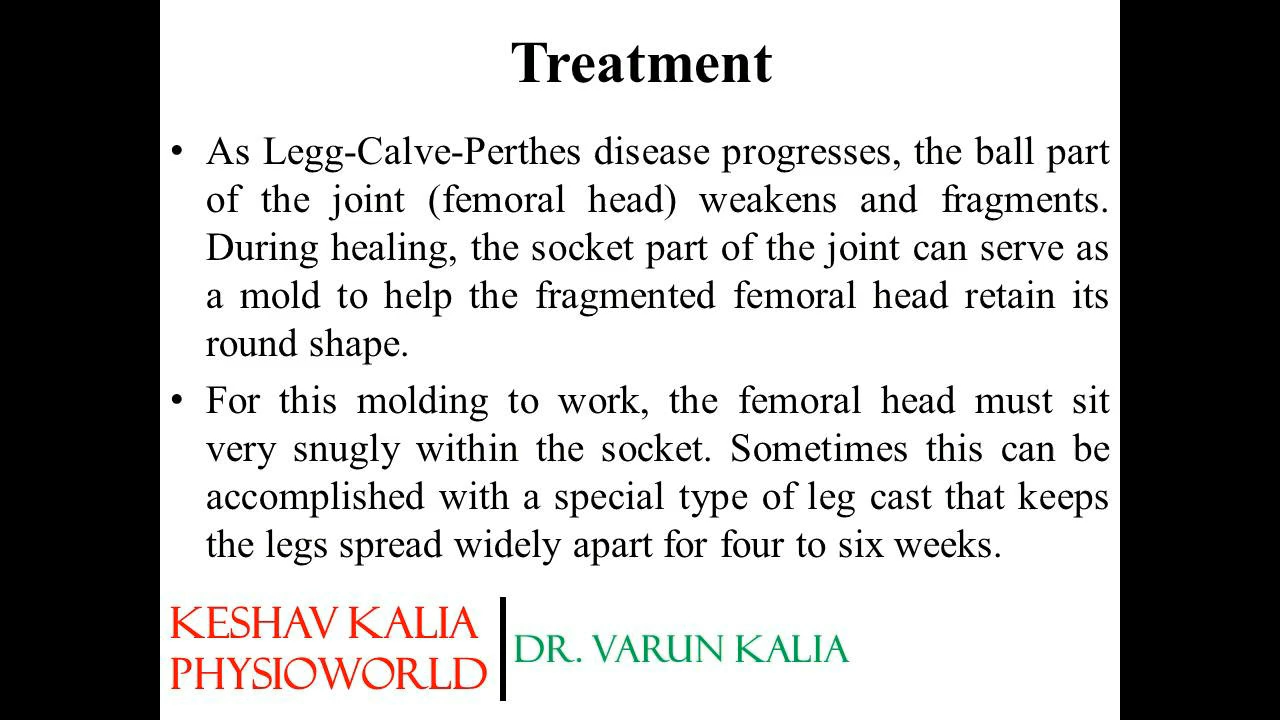 Treatment
• As Legg-Calve-Perthes disease progresses, the ball part
of the joint (femoral head) weakens and fragments.
During healing, the socket part of the joint can serve as
a mold to help the fragmented femoral head retain its
round shape.
• For this molding to work, the femoral head must sit
very snugly within the socket. Sometimes this can be
accomplished with a special type of leg cast that keeps
the legs spread widely apart for four to six weeks.
KESHAV KALIA
PHYSIOWORLD
DR. VARUN KALIA